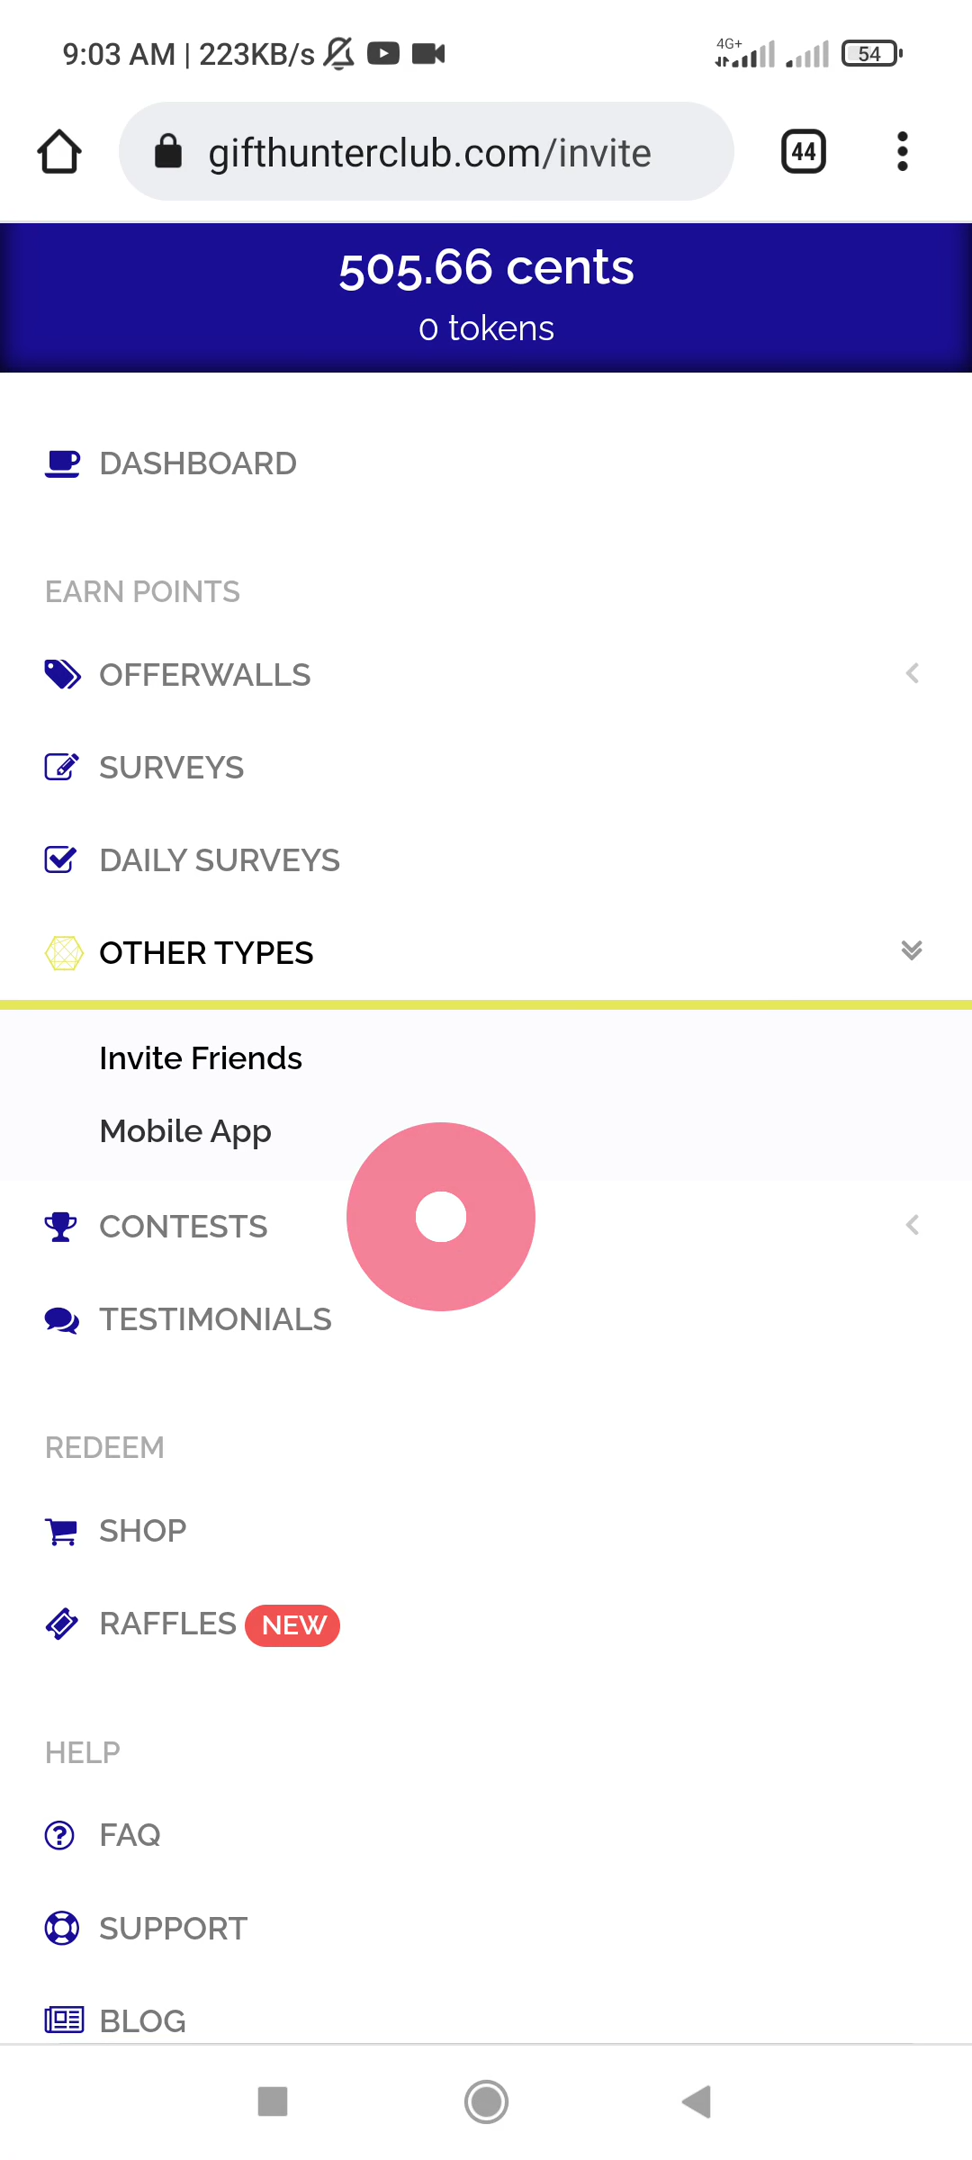 9:03 AM | 223KB/s 4G+ 54
gifthunterclub.com/invite 44
505.66 cents
0 tokens
DASHBOARD
EARN POINTS
OFFERWALLS
SURVEYS
DAILY SURVEYS
OTHER TYPES
Invite Friends
Mobile App
CONTESTS
TESTIMONIALS
REDEEM
SHOP
RAFFLES NEW
HELP
FAQ
SUPPORT
BLOG